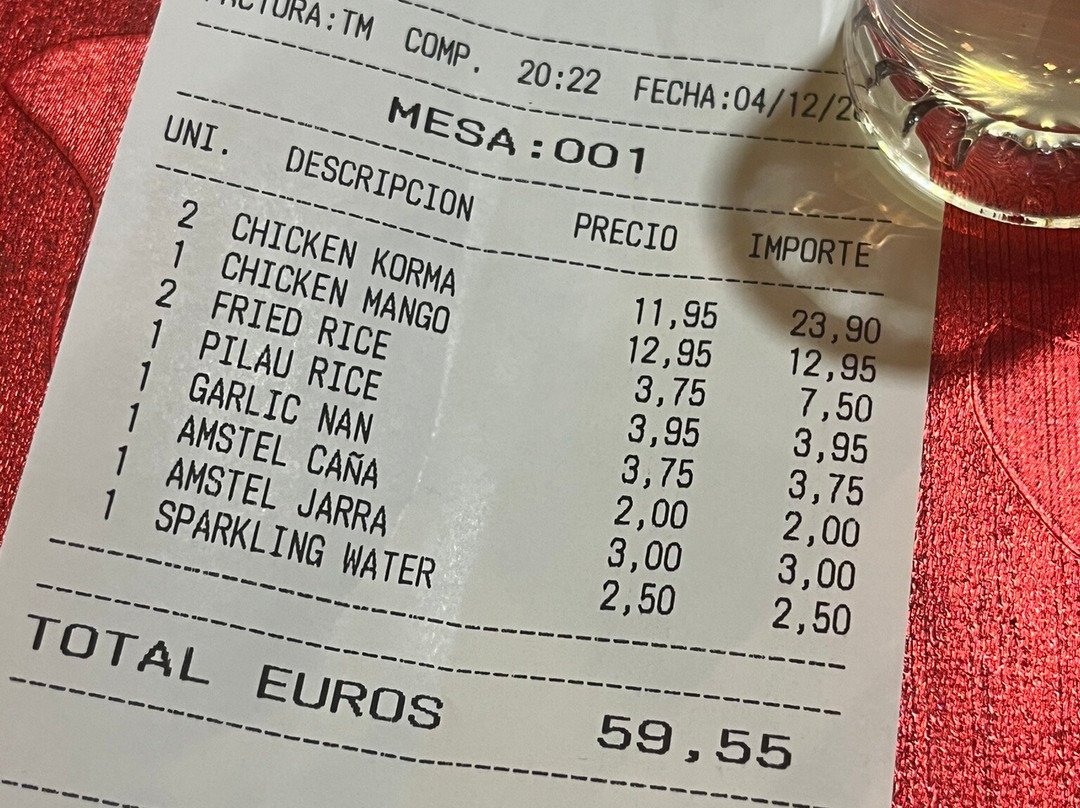 FACTURA:TM COMP. 20:22 FECHA:04/12/2
MESA:001
UNI. DESCRIPCION PRECIO IMPORTE
2 CHICKEN KORMA 11,95 23,90
1 CHICKEN MANGO 12,95 12,95
2 FRIED RICE 3,75 7,50
1 PILAU RICE 3,95 3,95
1 GARLIC NAN 3,75 3,75
1 AMSTEL CAÑA 2,00 2,00
1 AMSTEL JARRA 3,00 3,00
1 SPARKLING WATER 2,50 2,50
TOTAL EUROS 59,55